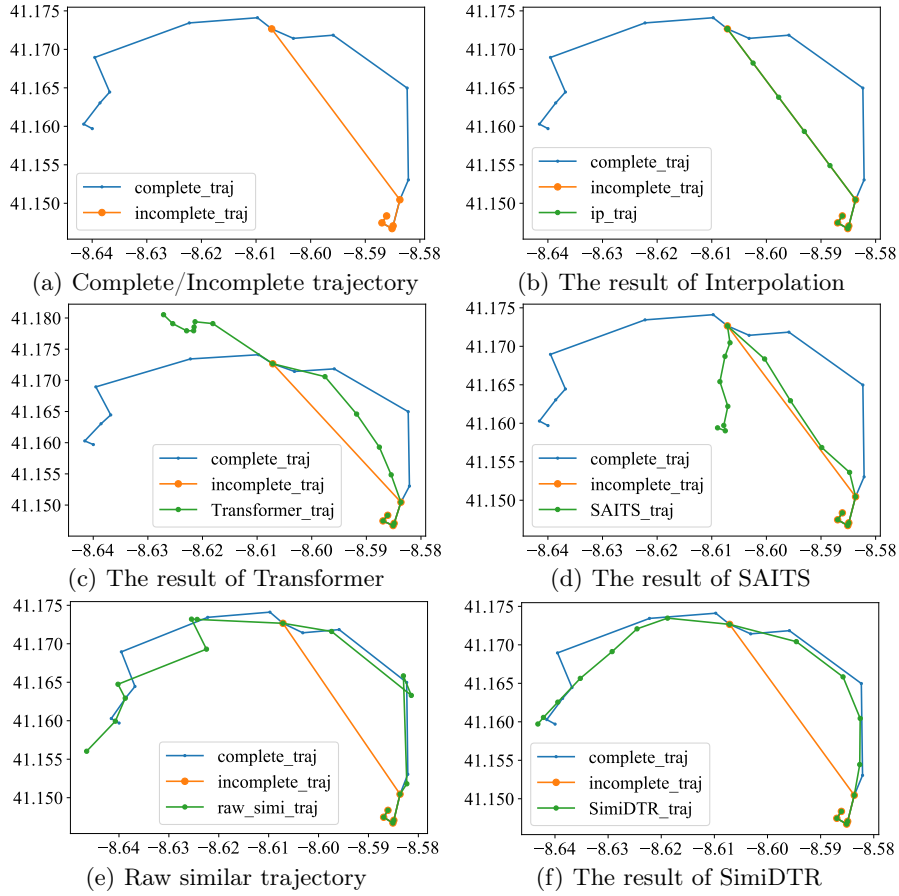 41.175
41.170
41.165
41.160
41.155
41.150
complete_traj
incomplete_traj
−8.64 −8.63 −8.62 −8.61 −8.60 −8.59 −8.58
(a) Complete/Incomplete trajectory
41.175
41.170
41.165
41.160
41.155
41.150
complete_traj
incomplete_traj
ip_traj
−8.64 −8.63 −8.62 −8.61 −8.60 −8.59 −8.58
(b) The result of Interpolation
41.180
41.175
41.170
41.165
41.160
41.155
41.150
complete_traj
incomplete_traj
Transformer_traj
−8.64 −8.63 −8.62 −8.61 −8.60 −8.59 −8.58
(c) The result of Transformer
41.175
41.170
41.165
41.160
41.155
41.150
complete_traj
incomplete_traj
SAITS_traj
−8.64 −8.63 −8.62 −8.61 −8.60 −8.59 −8.58
(d) The result of SAITS
41.175
41.170
41.165
41.160
41.155
41.150
complete_traj
incomplete_traj
raw_simi_traj
−8.64 −8.63 −8.62 −8.61 −8.60 −8.59 −8.58
(e) Raw similar trajectory
41.175
41.170
41.165
41.160
41.155
41.150
complete_traj
incomplete_traj
SimiDTR_traj
−8.64 −8.63 −8.62 −8.61 −8.60 −8.59 −8.58
(f) The result of SimiDTR